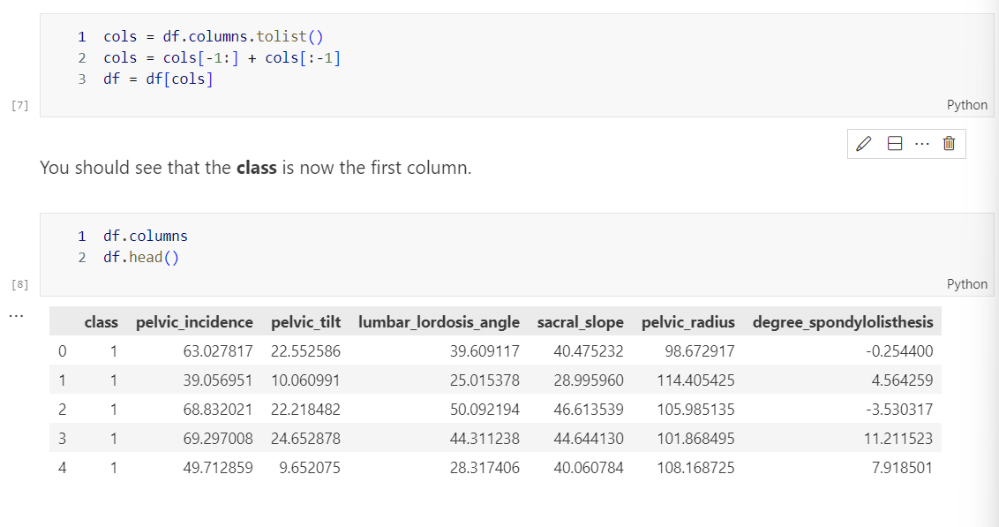 1 cols = df.columns.tolist()
2 cols = cols[-1:] + cols[:-1]
3 df = df[cols]
[7]
Python
You should see that the class is now the first column.
1 df.columns
2 df.head()
[8]
Python
...
class pelvic_incidence pelvic_tilt lumbar_lordosis_angle sacral_slope pelvic_radius degree_spondylolisthesis
0 1 63.027817 22.552586 39.609117 40.475232 98.672917 -0.254400
1 1 39.056951 10.060991 25.015378 28.995960 114.405425 4.564259
2 1 68.832021 22.218482 50.092194 46.613539 105.985135 -3.530317
3 1 69.297008 24.652878 44.311238 44.644130 101.868495 11.211523
4 1 49.712859 9.652075 28.317406 40.060784 108.168725 7.918501